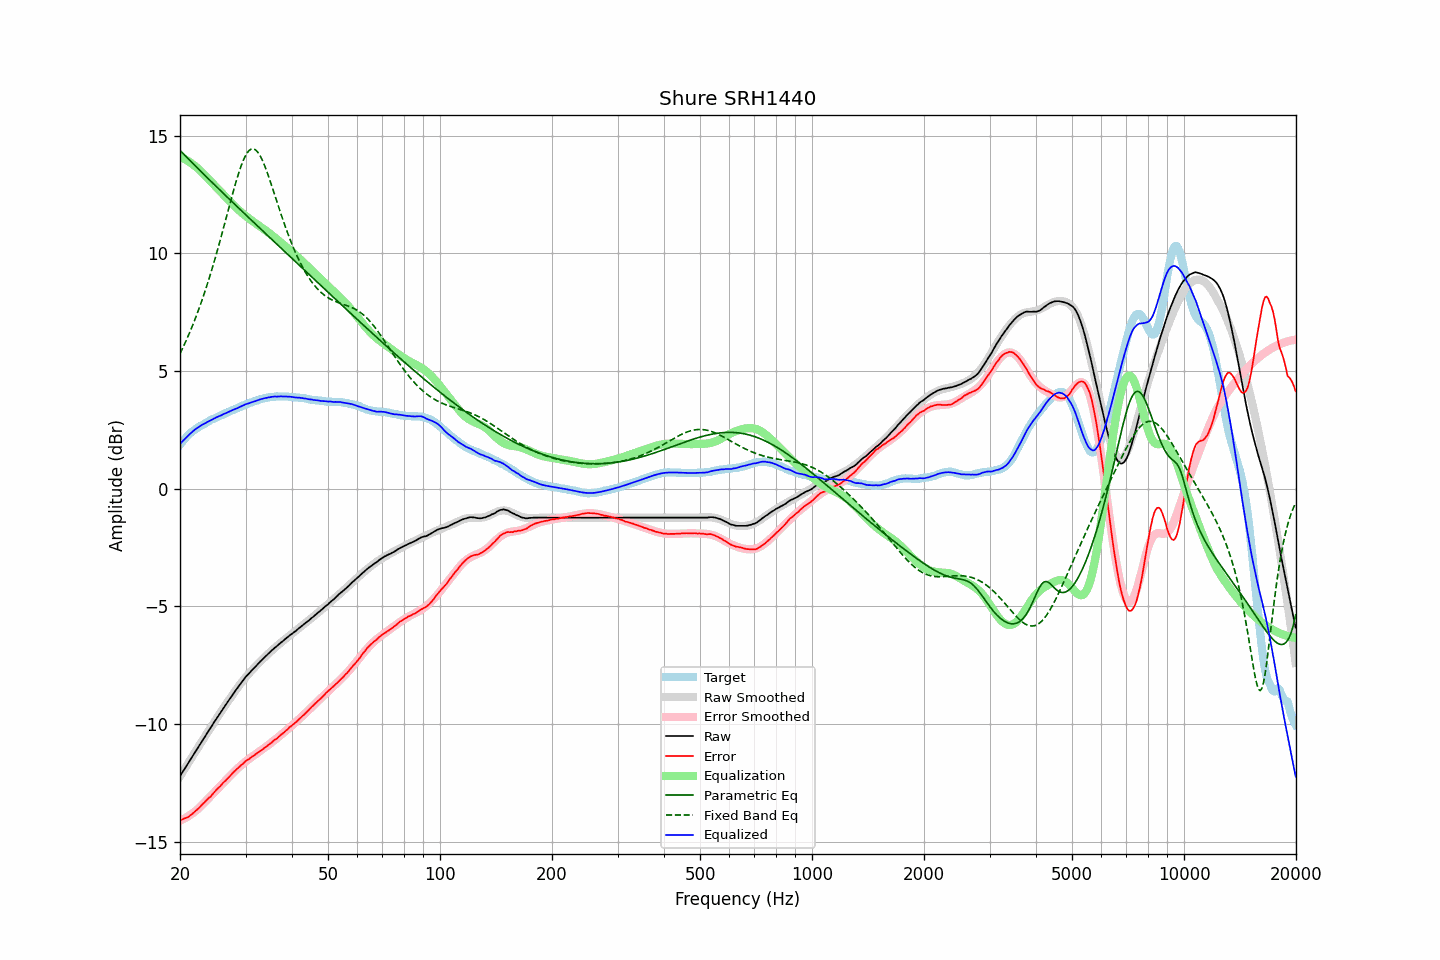 Shure SRH1440
Amplitude (dBr)
15
10
5
0
−5
−10
−15
20
50
100
200
500
1000
2000
5000
10000
20000
Frequency (Hz)
Target
Raw Smoothed
Error Smoothed
Raw
Error
Equalization
Parametric Eq
Fixed Band Eq
Equalized